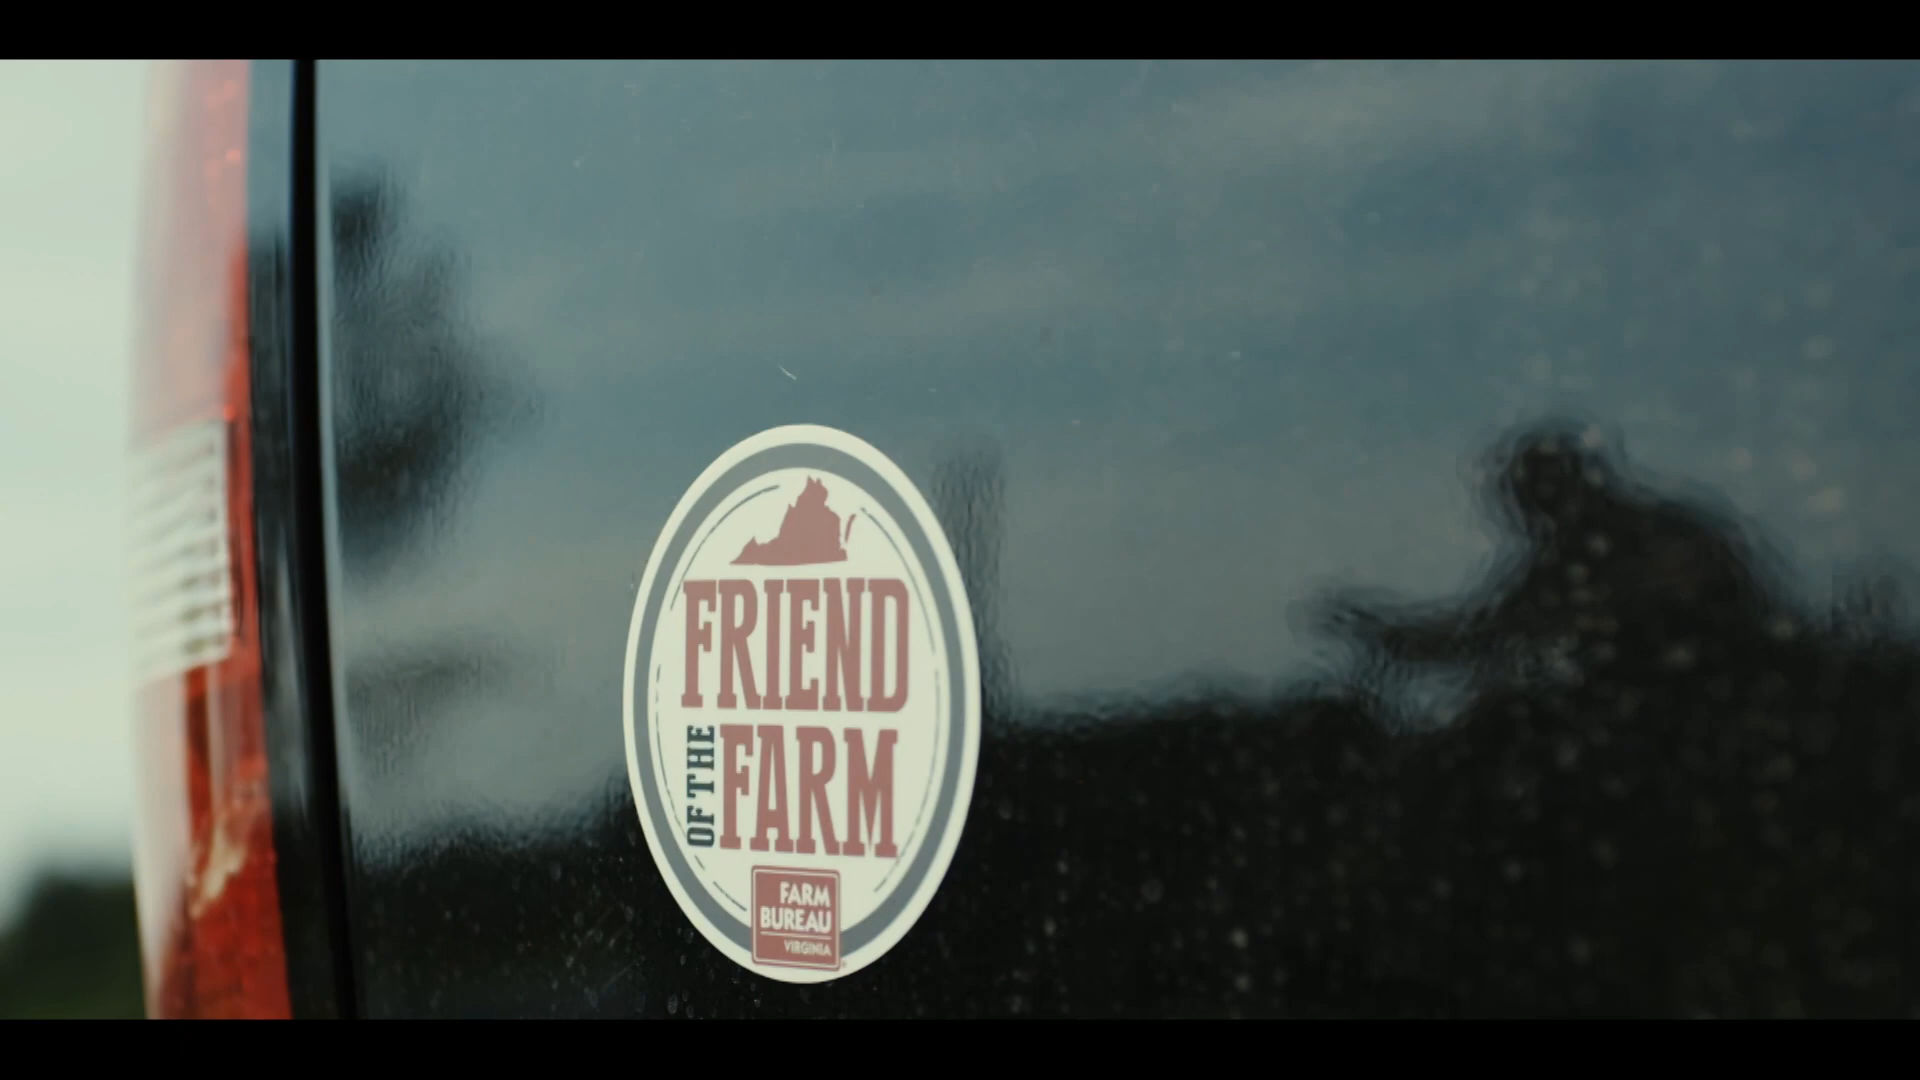 FRIEND
OF THE
FARM
FARM
BUREAU
VIRGINIA